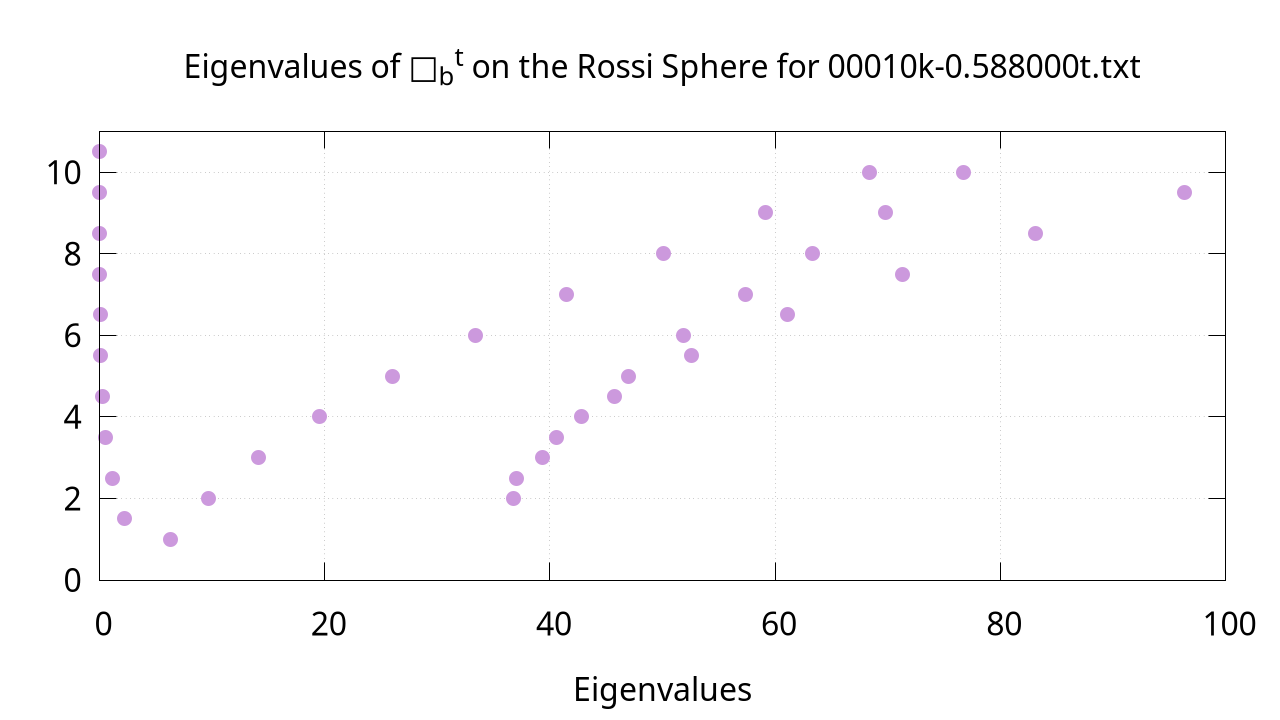 Eigenvalues of □bt on the Rossi Sphere for 00010k-0.588000t.txt
10
8
6
4
2
0
0 20 40 60 80 100
Eigenvalues